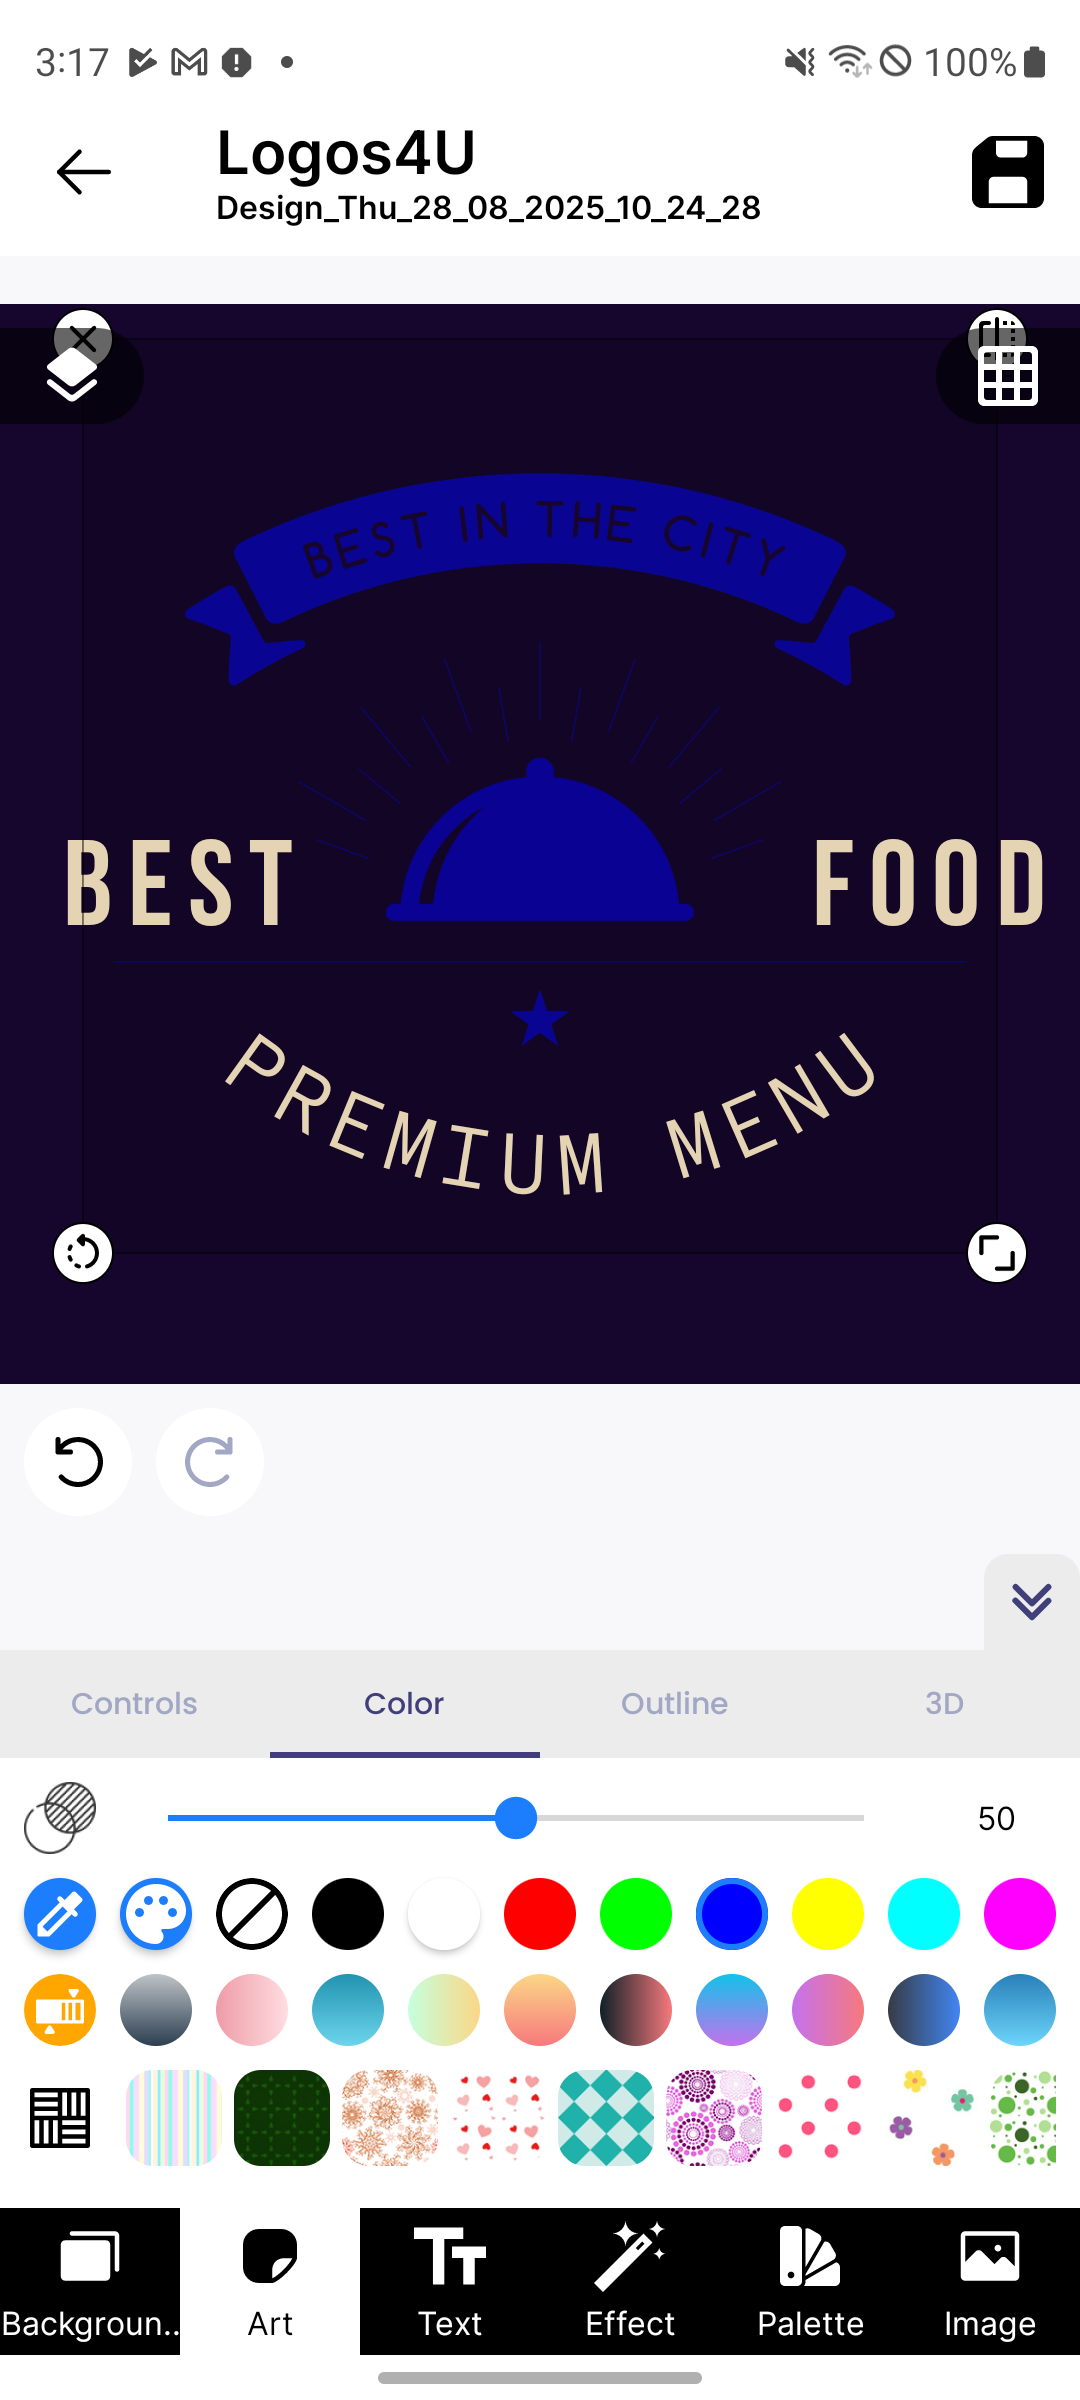 3:17
100%
Logos4U
Design_Thu_28_08_2025_10_24_28
BEST IN THE CITY
BEST FOOD
PREMIUM MENU
Controls Color Outline 3D
50
Backgroun.. Art Text Effect Palette Image